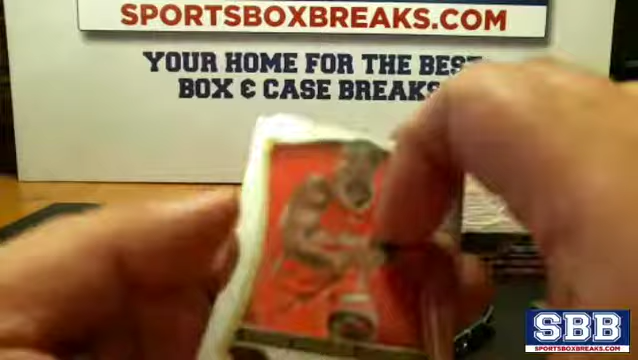 SPORTSBOXBREAKS.COM
YOUR HOME FOR THE BEST
BOX & CASE BREAKS
SBB
SPORTSBOXBREAKS.COM